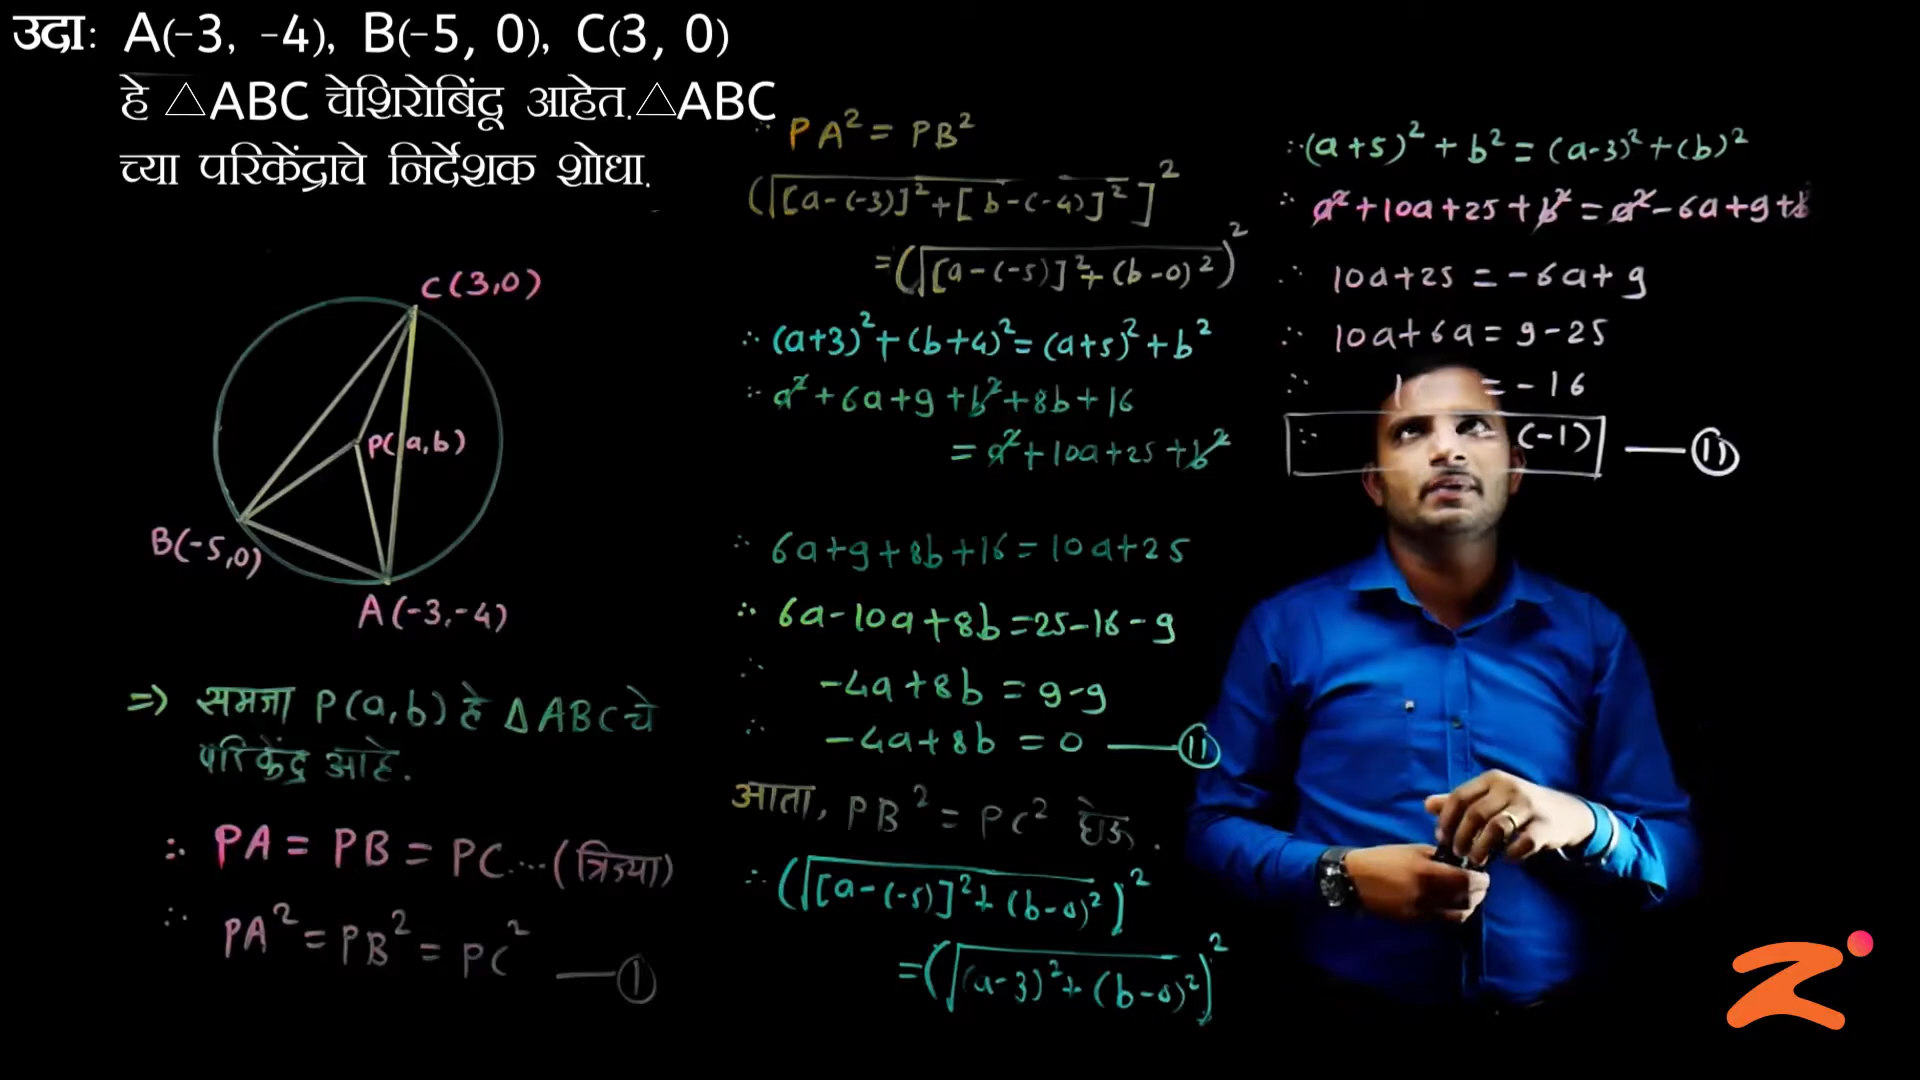 उदाः A(-3, -4), B(-5, 0), C(3, 0)
हे △ABC चेशिरोबिंदू आहेत.△ABC
च्या परिकेंद्राचे निर्देशक शोधा.
C(3,0)
P(a,b)
B(-5,0)
A(-3,-4)
=> समजा P(a,b) हे △ABC चे
परिकेंद्र आहे.
∴ PA = PB = PC ...(त्रिज्या)
∴ PA² = PB² = PC² — ①
∴ PA² = PB²
(√[a-(-3)]²+[b-(-4)]²]²
=(√[a-(-5)]²+(b-0)²)²
∴ (a+3)²+(b+4)²=(a+5)²+b²
∴ a²+6a+9+b²+8b+16
= a²+10a+25+b²
∴ 6a+9+8b+16=10a+25
∴ 6a-10a+8b=25-16-9
∴ -4a+8b = 9-9
∴ -4a+8b = 0 — ⑪
आता, PB² = PC² घेऊ.
∴ (√[a-(-5)]²+(b-0)²)²
=(√(a-3)²+(b-0)²)²
∴(a+5)²+b²=(a-3)²+(b)²
∴ a²+10a+25+b²=a²-6a+9+b
∴ 10a+25 = -6a+9
∴ 10a+6a = 9-25
∴ 1 = -16
∴ = (-1) — ⑪